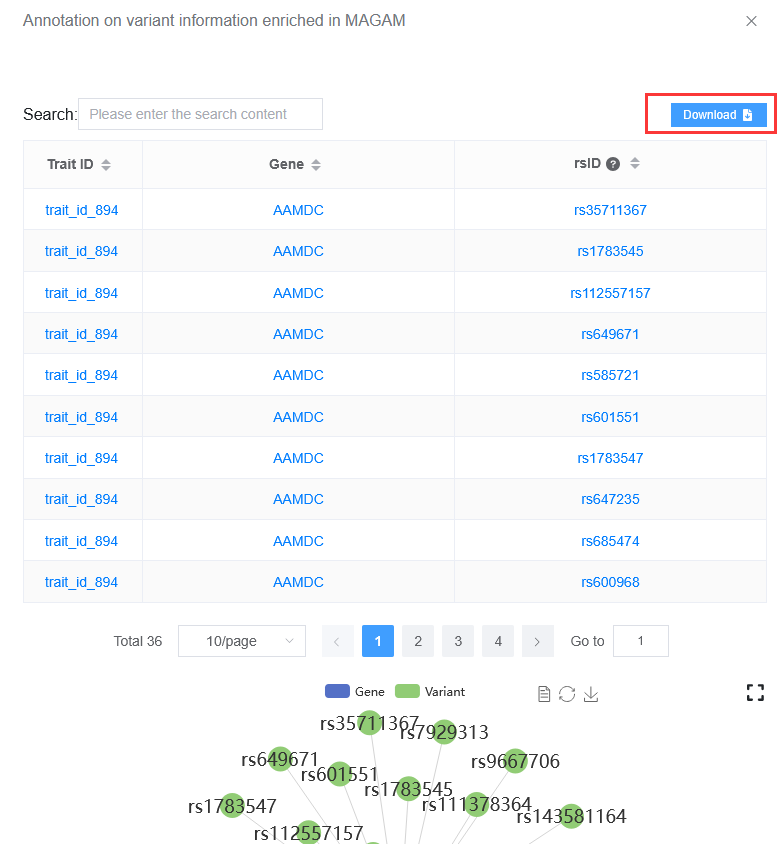 Annotation on variant information enriched in MAGAM
Search: Please enter the search content Download
Trait ID Gene rsID ?
trait_id_894 AAMDC rs35711367
trait_id_894 AAMDC rs1783545
trait_id_894 AAMDC rs112557157
trait_id_894 AAMDC rs649671
trait_id_894 AAMDC rs585721
trait_id_894 AAMDC rs601551
trait_id_894 AAMDC rs1783547
trait_id_894 AAMDC rs647235
trait_id_894 AAMDC rs685474
trait_id_894 AAMDC rs600968
Total 36 10/page 1 2 3 4 Go to 1
Gene Variant
rs35711367
rs7929313
rs649671
rs9667706
rs601551
rs1783545
rs1783547
rs111378364
rs143581164
rs112557157